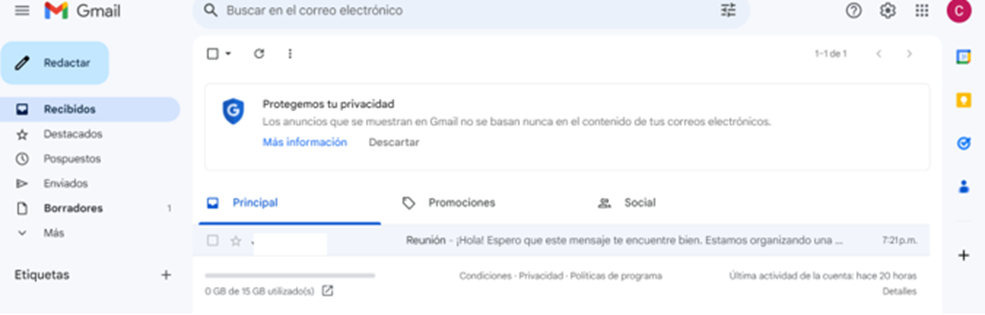 Gmail
Buscar en el correo electrónico
C
Redactar
1–1 de 1
Recibidos
Destacados
Pospuestos
Enviados
Borradores 1
Más
Etiquetas
Protegemos tu privacidad
Los anuncios que se muestran en Gmail no se basan nunca en el contenido de tus correos electrónicos.
Más información Descartar
Principal Promociones Social
Reunión - ¡Hola! Espero que este mensaje te encuentre bien. Estamos organizando una ... 7:21 p.m.
0 GB de 15 GB utilizado(s)
Condiciones · Privacidad · Políticas de programa
Última actividad de la cuenta: hace 20 horas
Detalles